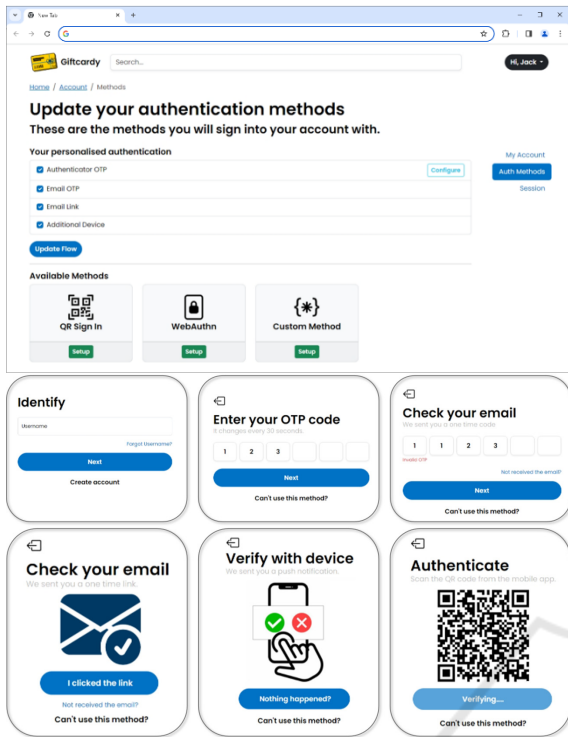 New Tab
Giftcardy
Search...
Hi, Jack
Home / Account / Methods
Update your authentication methods
These are the methods you will sign into your account with.
Your personalised authentication
My Account
Authenticator OTP
Configure
Auth Methods
Email OTP
Session
Email Link
Additional Device
Update Flow
Available Methods
QR Sign In
WebAuthn
Custom Method
Setup
Setup
Setup
Identify
Username
Forgot Username?
Next
Create account
Enter your OTP code
It changes every 30 seconds.
1 2 3
Next
Can't use this method?
Check your email
We sent you a one time code.
1 1 2 3
Invalid OTP
Not received the email?
Next
Can't use this method?
Check your email
We sent you a one time link.
I clicked the link
Not received the email?
Can't use this method?
Verify with device
We sent you a push notification.
Nothing happened?
Can't use this method?
Authenticate
Scan the QR code from the mobile app.
Verifying....
Can't use this method?